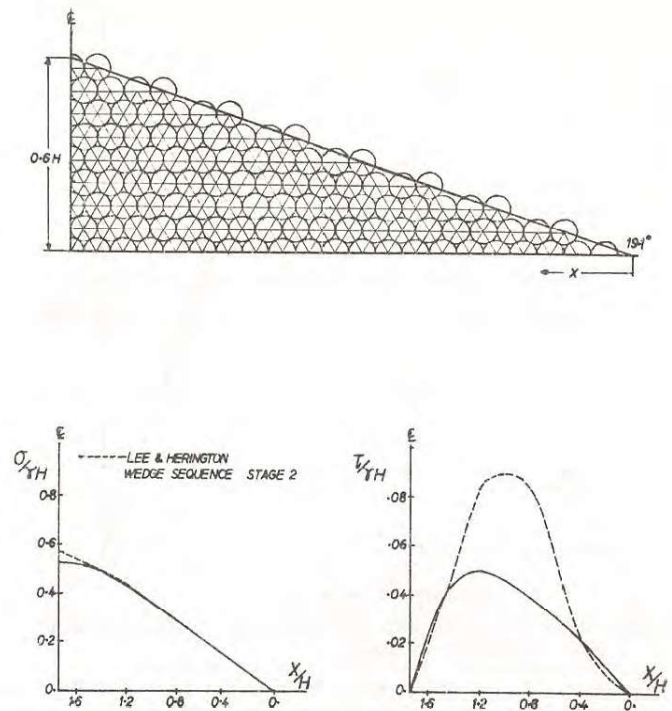 ℄
0·6H
19·1°
X
℄
σ/γH
LEE & HERINGTON
WEDGE SEQUENCE STAGE 2
0·8
0·6
0·4
0·2
0·
1·6 1·2 0·8 0·4 0·
X/H
℄
τ/γH
·08
·06
·04
·02
0·
1·6 1·2 0·8 0·4 0·
X/H